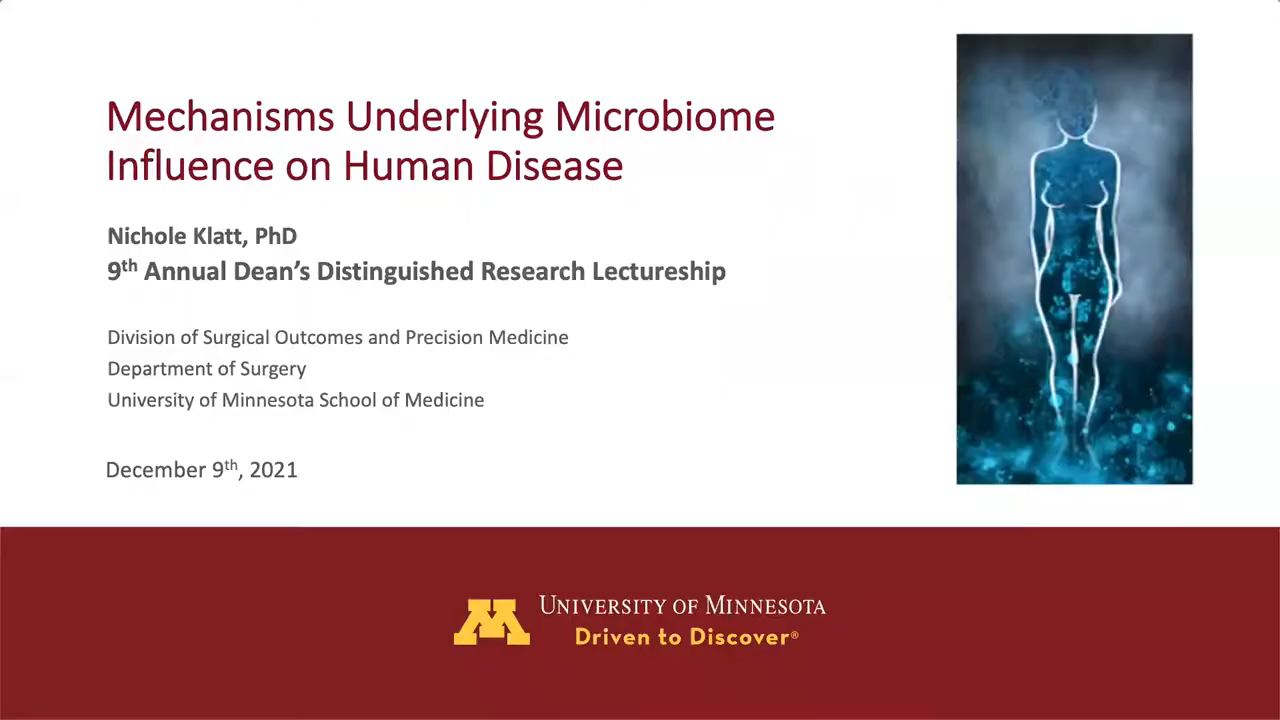 Mechanisms Underlying Microbiome
Influence on Human Disease
Nichole Klatt, PhD
9th Annual Dean’s Distinguished Research Lectureship
Division of Surgical Outcomes and Precision Medicine
Department of Surgery
University of Minnesota School of Medicine
December 9th, 2021
M UNIVERSITY OF MINNESOTA
Driven to Discover®